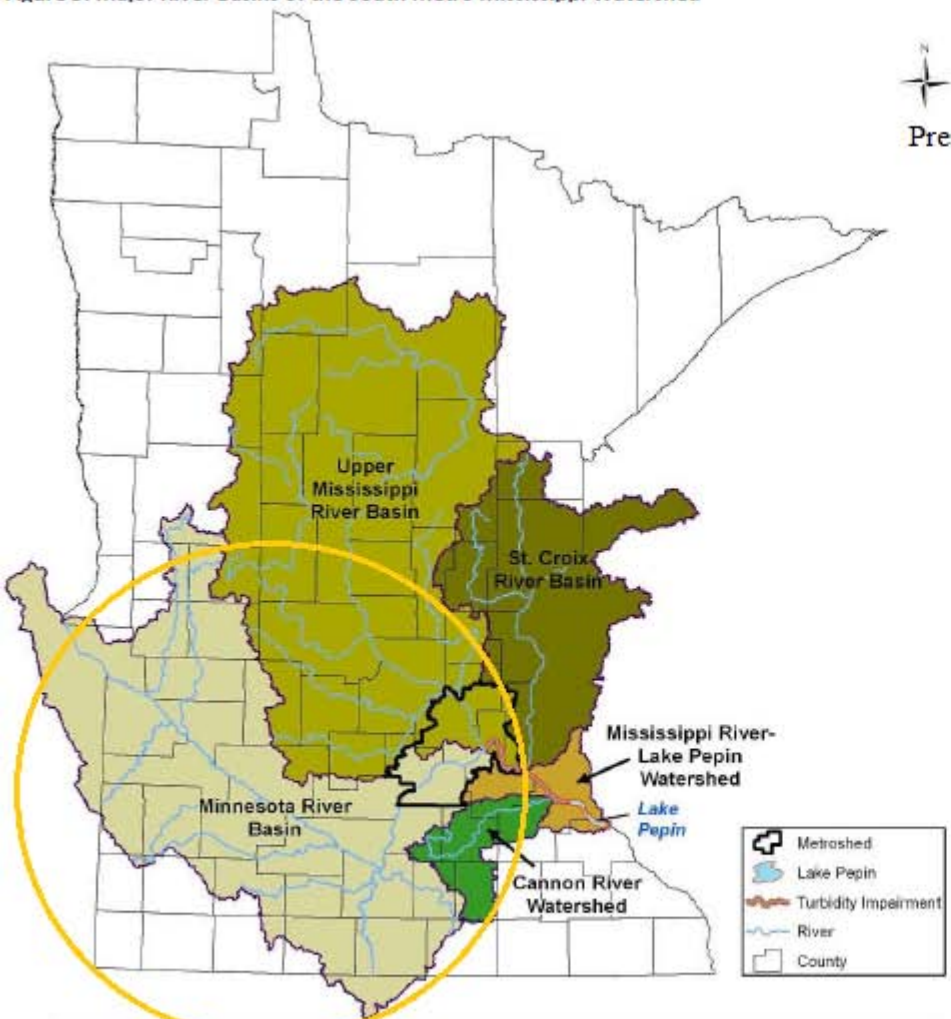 N
Pre
Upper
Mississippi
River Basin
St. Croix
River Basin
Mississippi River-
Lake Pepin
Watershed
Lake
Pepin
Minnesota River
Basin
Cannon River
Watershed
Metroshed
Lake Pepin
Turbidity Impairment
River
County